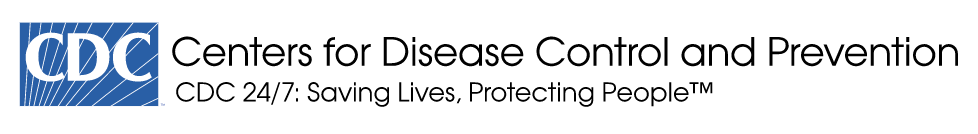 CDC Centers for Disease Control and Prevention
CDC 24/7: Saving Lives, Protecting People™